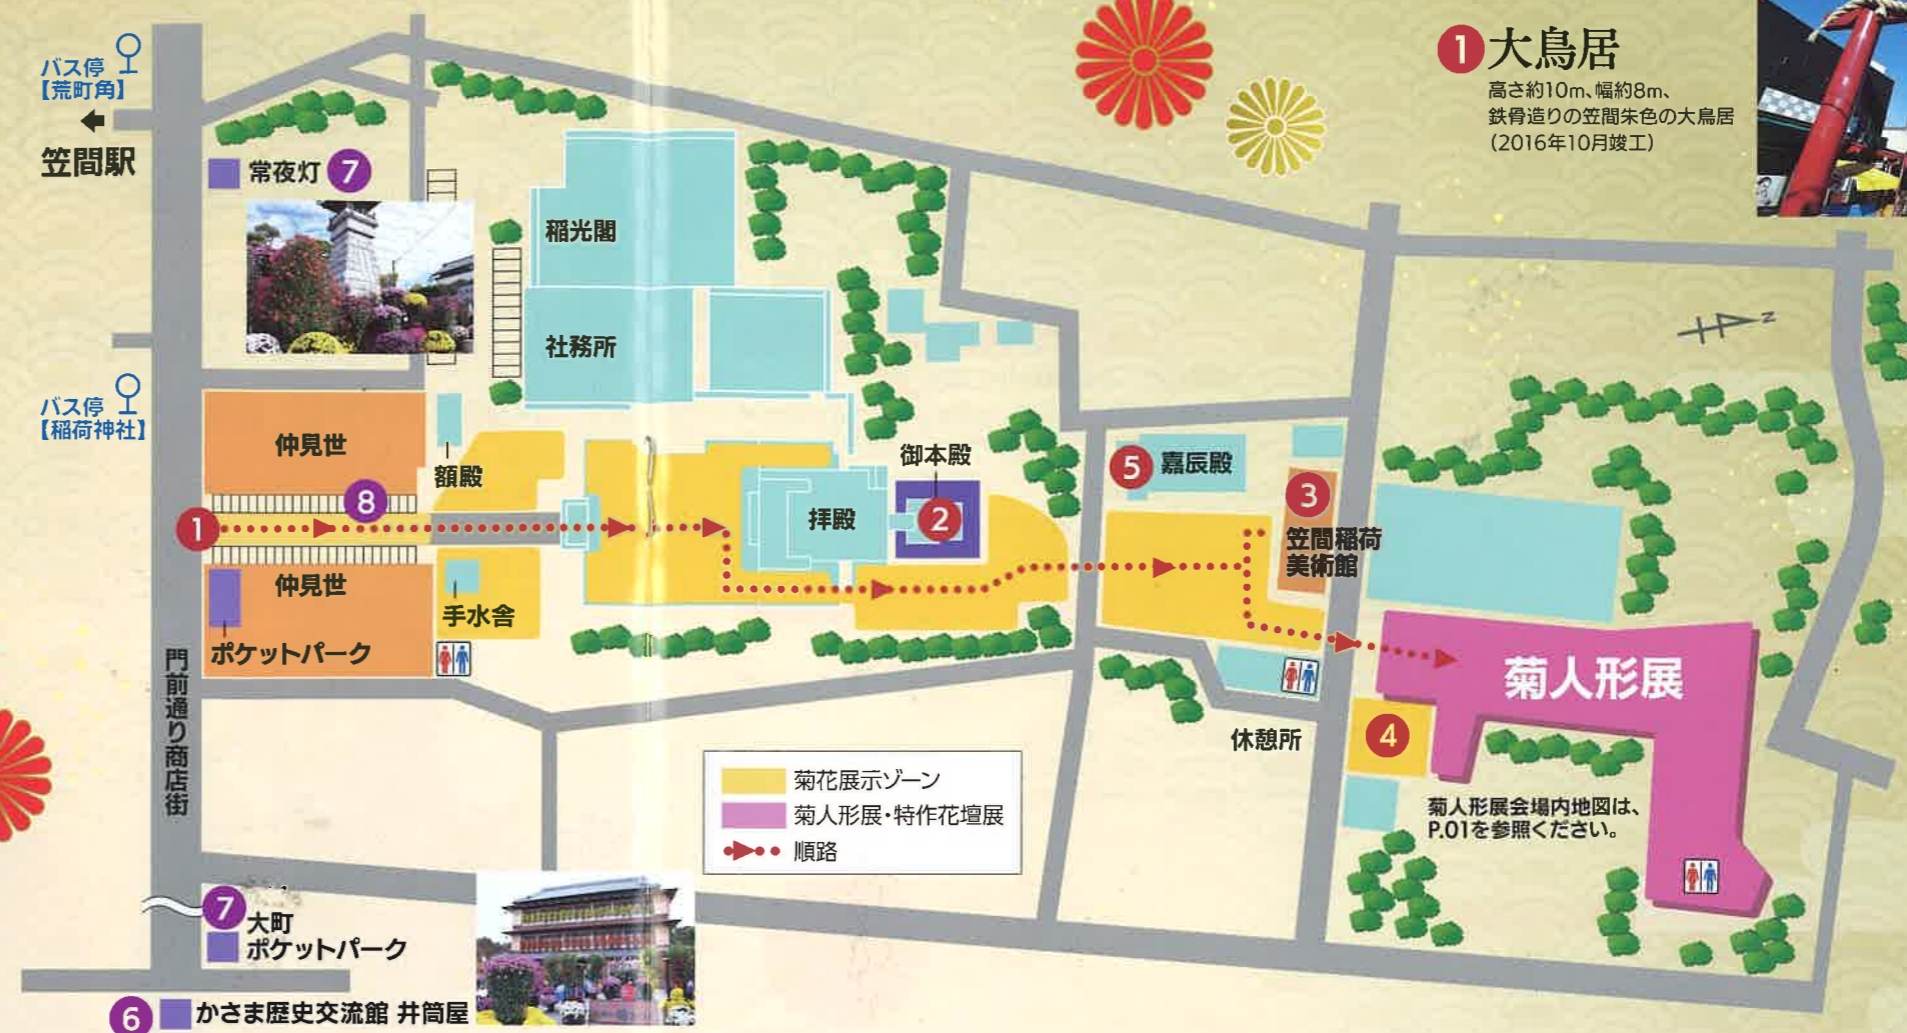 バス停
【荒町角】
笠間駅
常夜灯 7
稲光閣
社務所
1 大鳥居
高さ約10m、幅約8m、
鉄骨造りの笠間朱色の大鳥居
(2016年10月竣工)
N
バス停
【稲荷神社】
仲見世
額殿
8
1
仲見世
ポケットパーク
手水舎
拝殿
御本殿
2
5 嘉辰殿
3
笠間稲荷
美術館
菊人形展
4
休憩所
門前通り商店街
菊花展示ゾーン
菊人形展・特作花壇展
順路
菊人形展会場内地図は、
P.01を参照ください。
7
大町
ポケットパーク
6 かさま歴史交流館 井筒屋